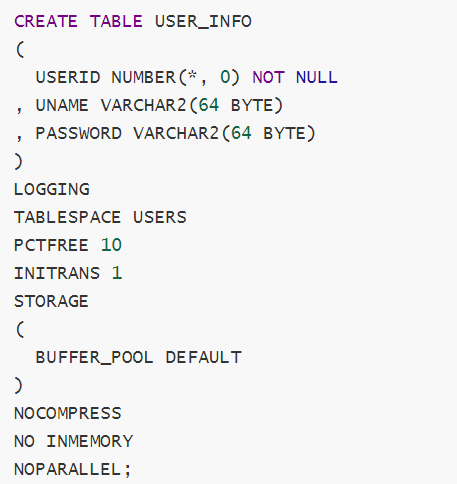 CREATE TABLE USER_INFO
(
  USERID NUMBER(*, 0) NOT NULL
, UNAME VARCHAR2(64 BYTE)
, PASSWORD VARCHAR2(64 BYTE)
)
LOGGING
TABLESPACE USERS
PCTFREE 10
INITRANS 1
STORAGE
(
  BUFFER_POOL DEFAULT
)
NOCOMPRESS
NO INMEMORY
NOPARALLEL;